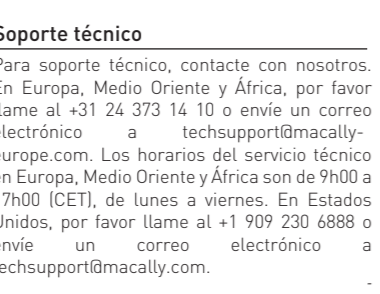 Soporte técnico
Para soporte técnico, contacte con nosotros.
En Europa, Medio Oriente y África, por favor
llame al +31 24 373 14 10 o envíe un correo
electrónico a techsupport@macally-
europe.com. Los horarios del servicio técnico
en Europa, Medio Oriente y África son de 9h00 a
17h00 (CET), de lunes a viernes. En Estados
Unidos, por favor llame al +1 909 230 6888 o
envíe un correo electrónico a
techsupport@macally.com.